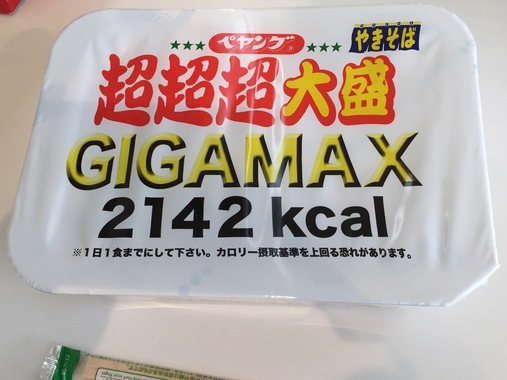 ★★★ ペヤング® ★★★
やきそば
超超超大盛
GIGAMAX
2142 kcal
※1日1食までにして下さい。カロリー摂取基準を上回る恐れがあります。